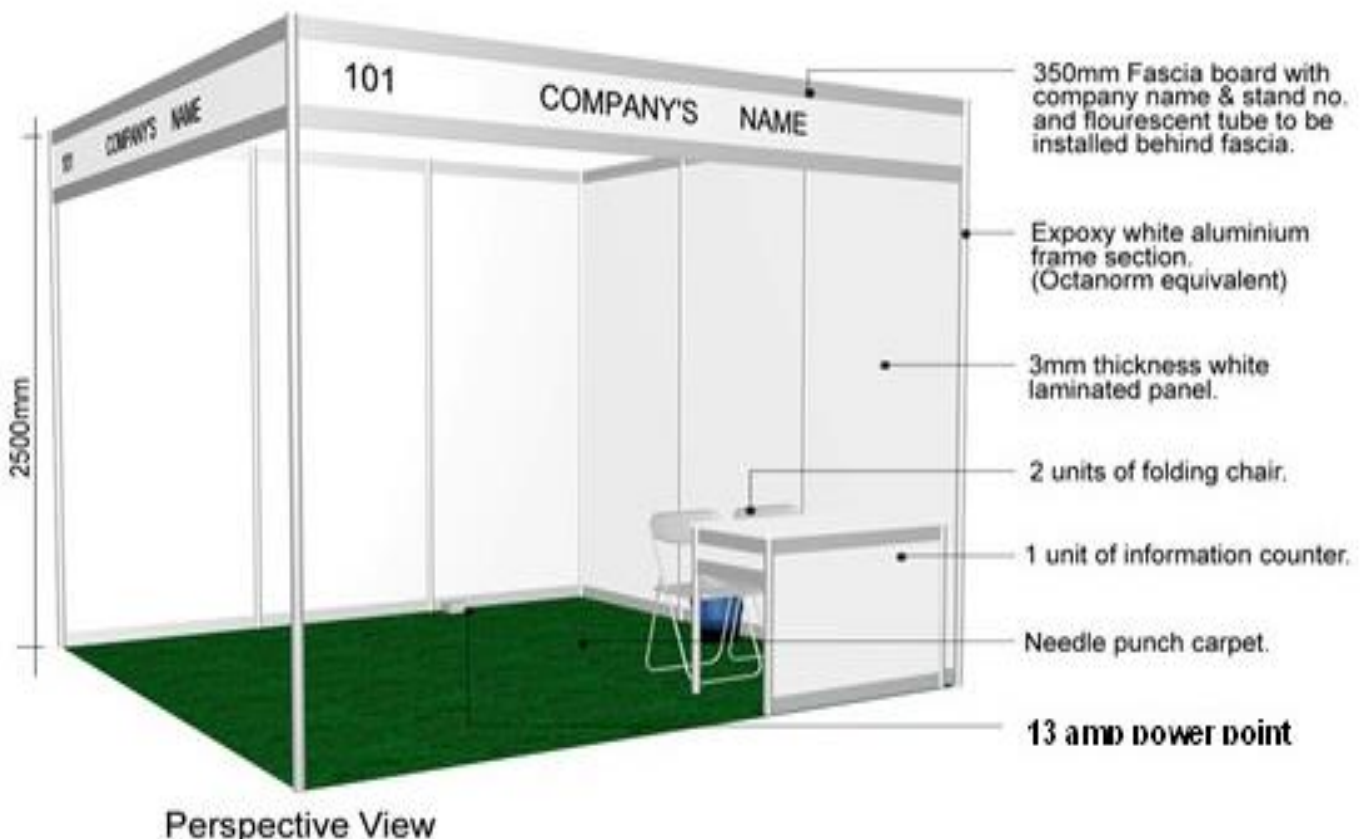 101 COMPANY'S NAME
101 COMPANY'S NAME
350mm Fascia board with
company name & stand no.
and flourescent tube to be
installed behind fascia.
Expoxy white aluminium
frame section.
(Octanorm equivalent)
3mm thickness white
laminated panel.
2500mm
2 units of folding chair.
1 unit of information counter.
Needle punch carpet.
13 amp power point
Perspective View